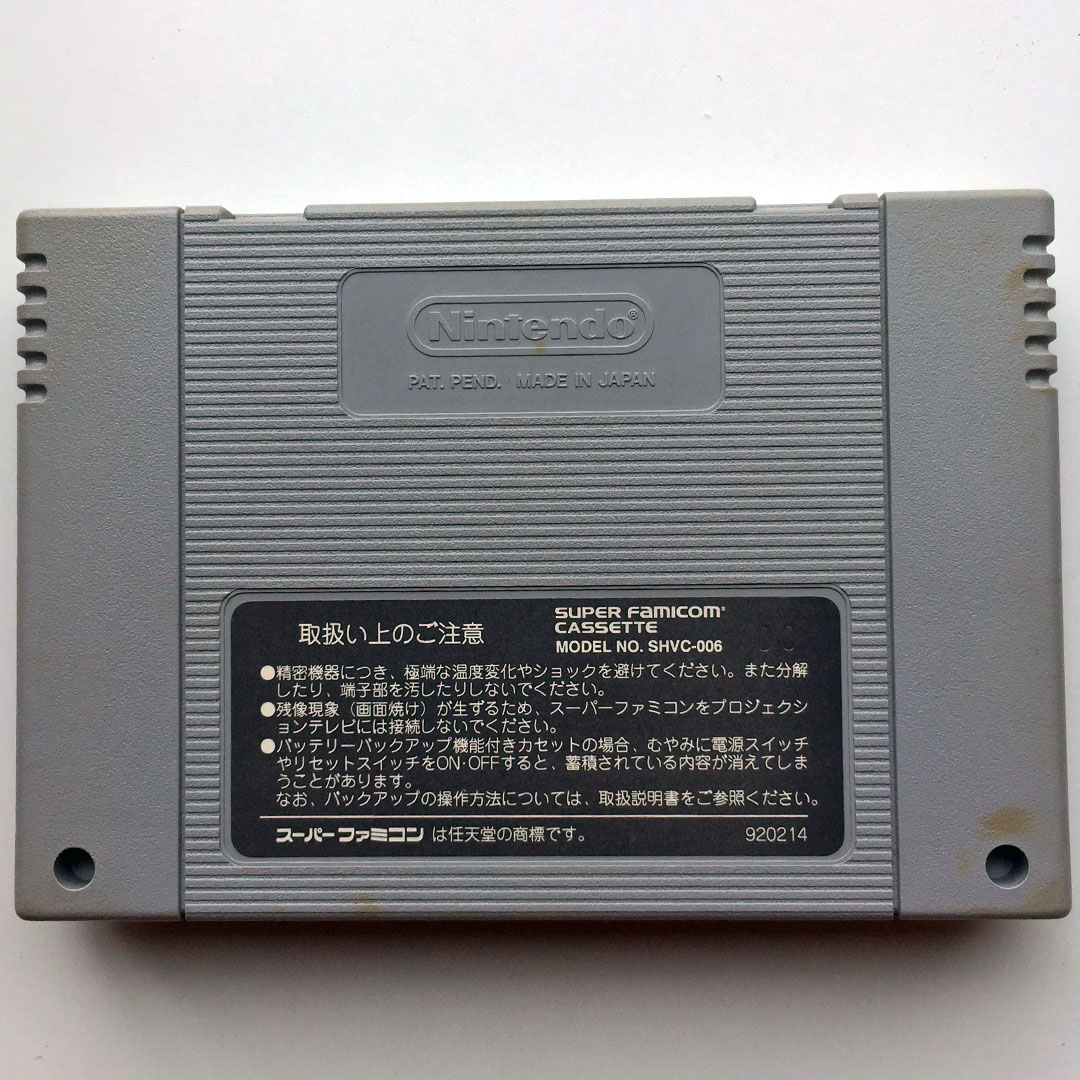 Nintendo®
PAT. PEND. MADE IN JAPAN
取扱い上のご注意
SUPER FAMICOM®
CASSETTE
MODEL NO. SHVC-006
●精密機器につき、極端な温度変化やショックを避けてください。また分解
したり、端子部を汚したりしないでください。
●残像現象（画面焼け）が生ずるため、スーパーファミコンをプロジェクシ
ョンテレビには接続しないでください。
●バッテリーバックアップ機能付きカセットの場合、むやみに電源スイッチ
やリセットスイッチをON・OFFすると、蓄積されている内容が消えてしま
うことがあります。
なお、バックアップの操作方法については、取扱説明書をご参照ください。
スーパーファミコン は任天堂の商標です。 920214